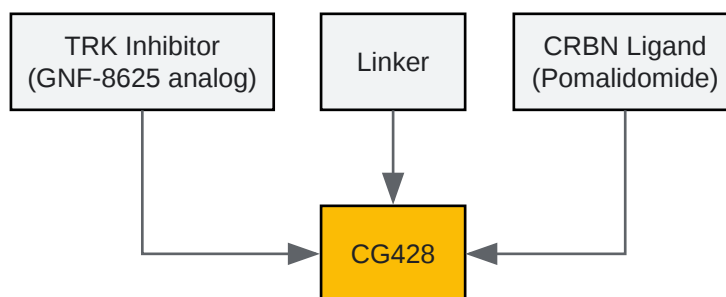 TRK Inhibitor
(GNF-8625 analog)
Linker
CRBN Ligand
(Pomalidomide)
CG428